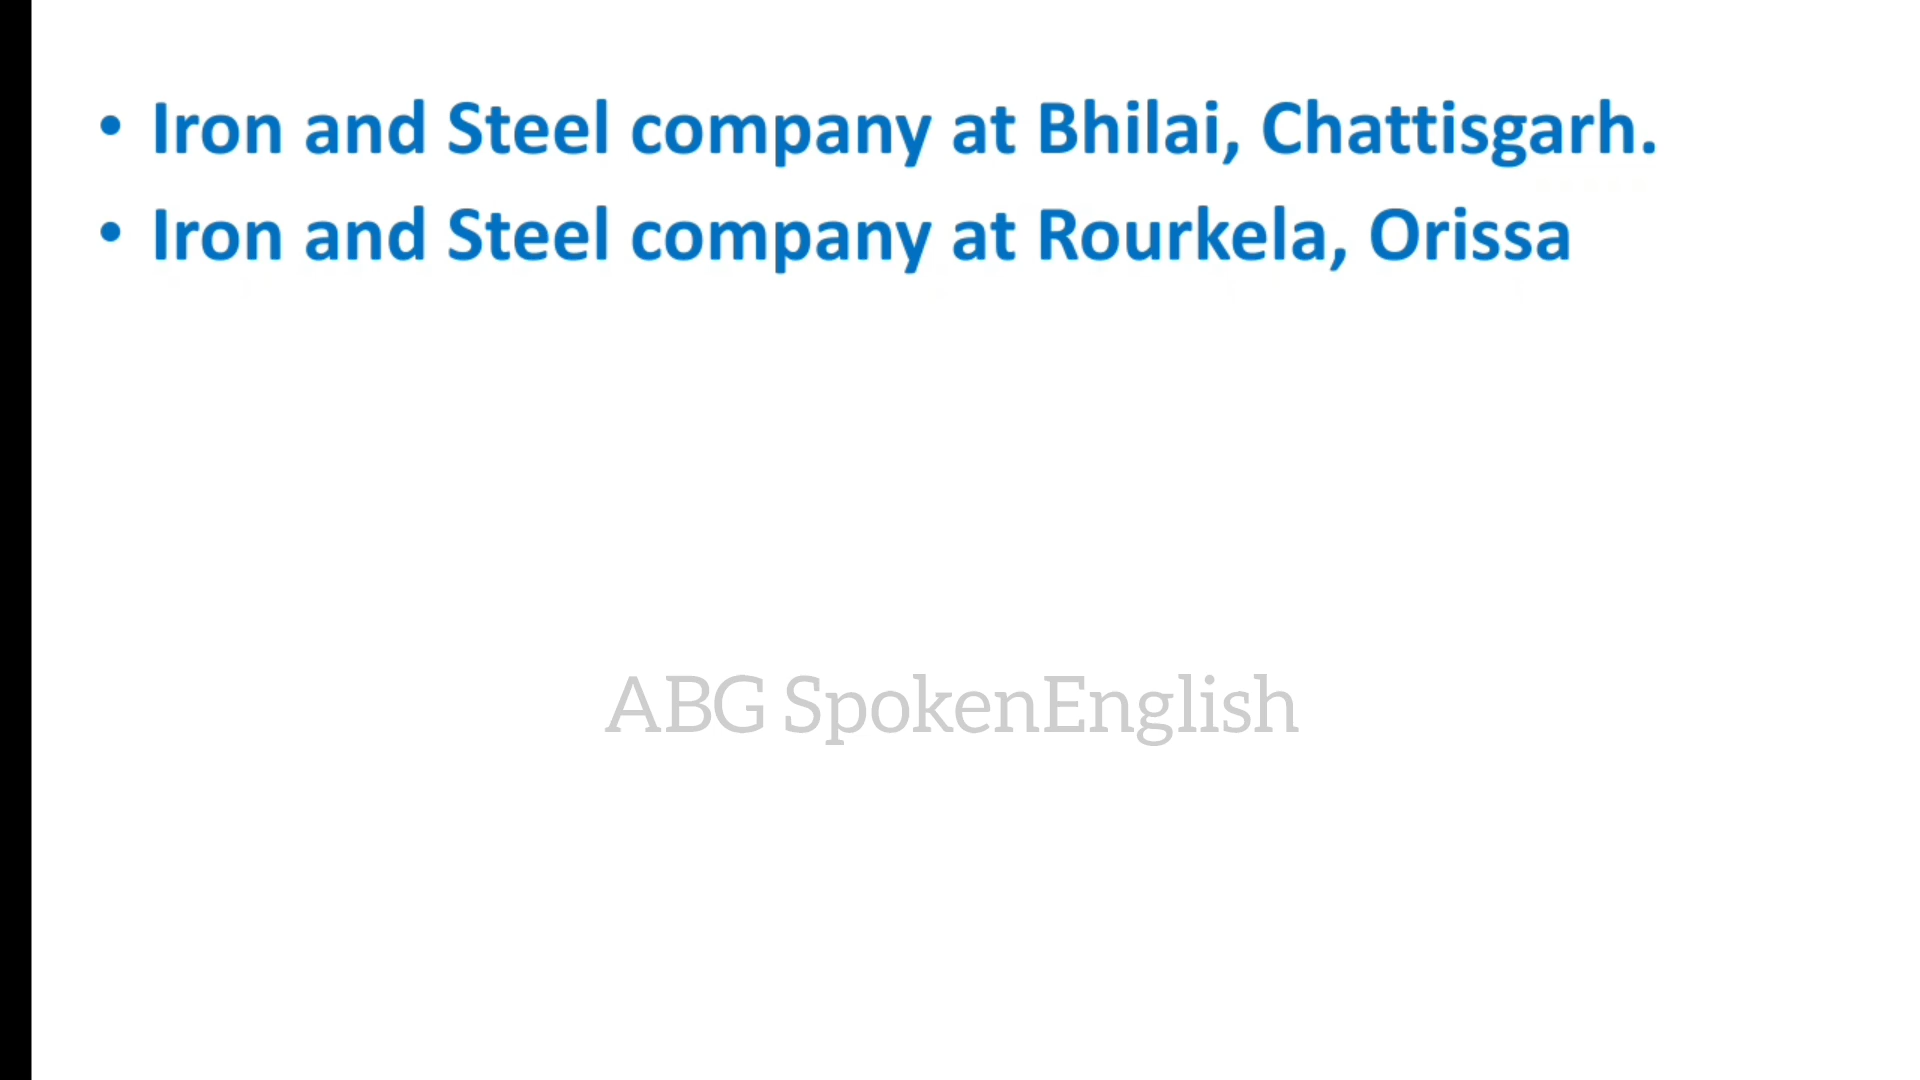 • Iron and Steel company at Bhilai, Chattisgarh.
• Iron and Steel company at Rourkela, Orissa
ABG SpokenEnglish